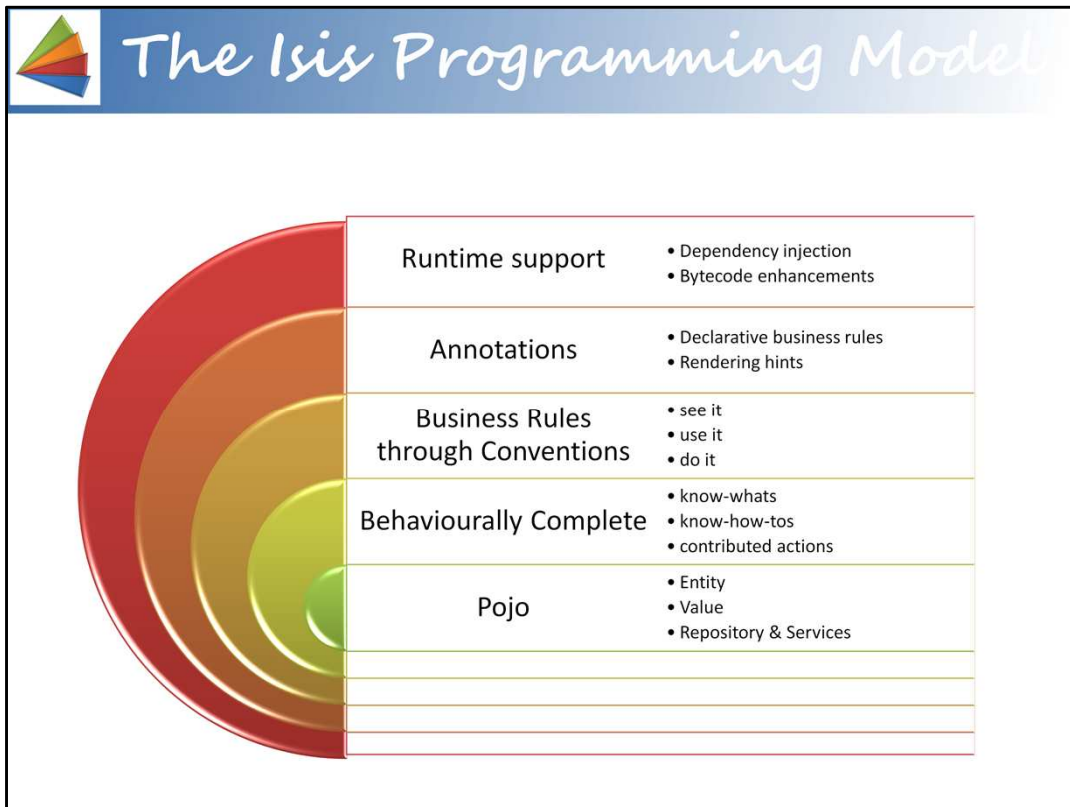 The Isis Programming Model
Runtime support
• Dependency injection
• Bytecode enhancements
Annotations
• Declarative business rules
• Rendering hints
Business Rules
through Conventions
• see it
• use it
• do it
Behaviourally Complete
• know-whats
• know-how-tos
• contributed actions
Pojo
• Entity
• Value
• Repository & Services